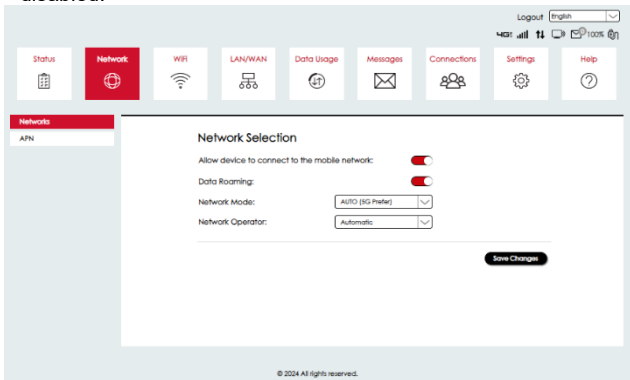 disabled.
Logout English
4G 100%
Status Network WiFi LAN/WAN Data Usage Messages Connections Settings Help
Networks
APN
Network Selection
Allow device to connect to the mobile network:
Data Roaming:
Network Mode: AUTO (5G Prefer)
Network Operator: Automatic
Save Changes
© 2024 All rights reserved.